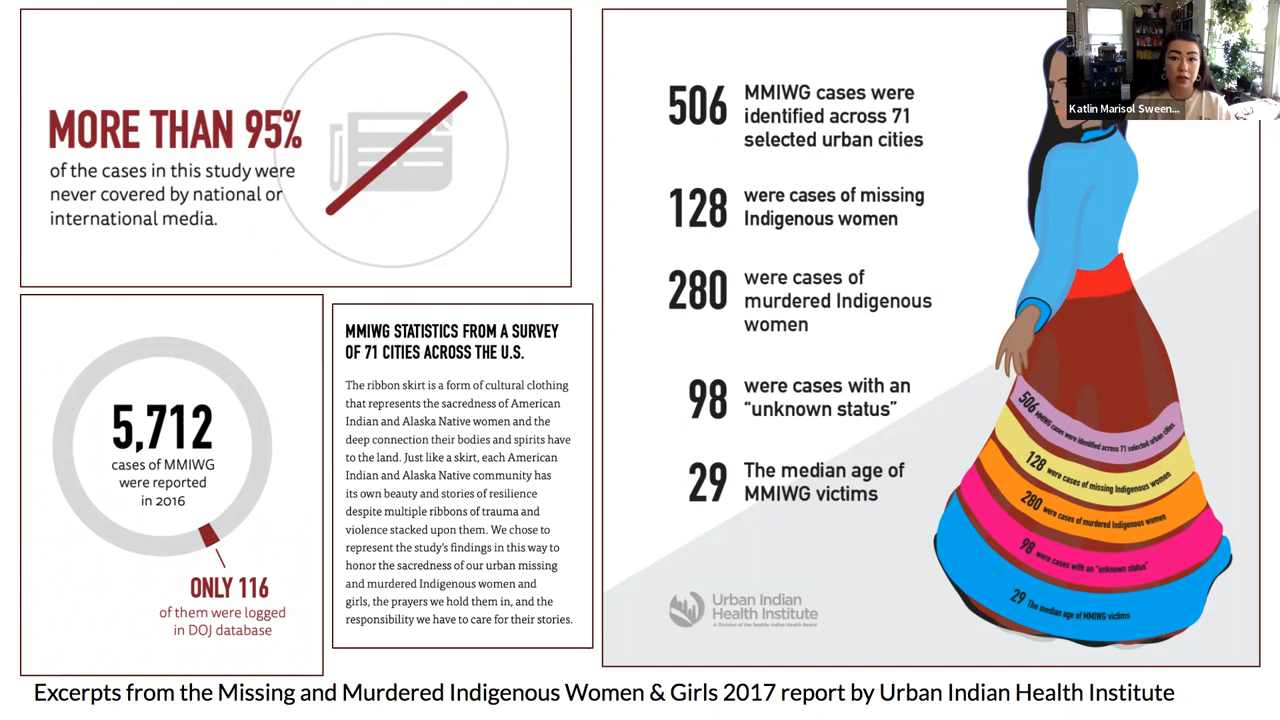 MORE THAN 95%
of the cases in this study were
never covered by national or
international media.
5,712
cases of MMIWG
were reported
in 2016
ONLY 116
of them were logged
in DOJ database
MMIWG STATISTICS FROM A SURVEY
OF 71 CITIES ACROSS THE U.S.
The ribbon skirt is a form of cultural clothing
that represents the sacredness of American
Indian and Alaska Native women and the
deep connection their bodies and spirits have
to the land. Just like a skirt, each American
Indian and Alaska Native community has
its own beauty and stories of resilience
despite multiple ribbons of trauma and
violence stacked upon them. We chose to
represent the study's findings in this way to
honor the sacredness of our urban missing
and murdered Indigenous women and
girls, the prayers we hold them in, and the
responsibility we have to care for their stories.
506 MMIWG cases were
identified across 71
selected urban cities
128 were cases of missing
Indigenous women
280 were cases of
murdered Indigenous
women
98 were cases with an
“unknown status”
29 The median age of
MMIWG victims
Urban Indian
Health Institute
A Division of the Seattle Indian Health Board
Katlin Marisol Sween...
506 MMIWG cases were identified across 71 selected urban cities
128 were cases of missing Indigenous women
280 were cases of murdered Indigenous women
98 were cases with an "unknown status"
29 The median age of MMIWG victims
Excerpts from the Missing and Murdered Indigenous Women & Girls 2017 report by Urban Indian Health Institute